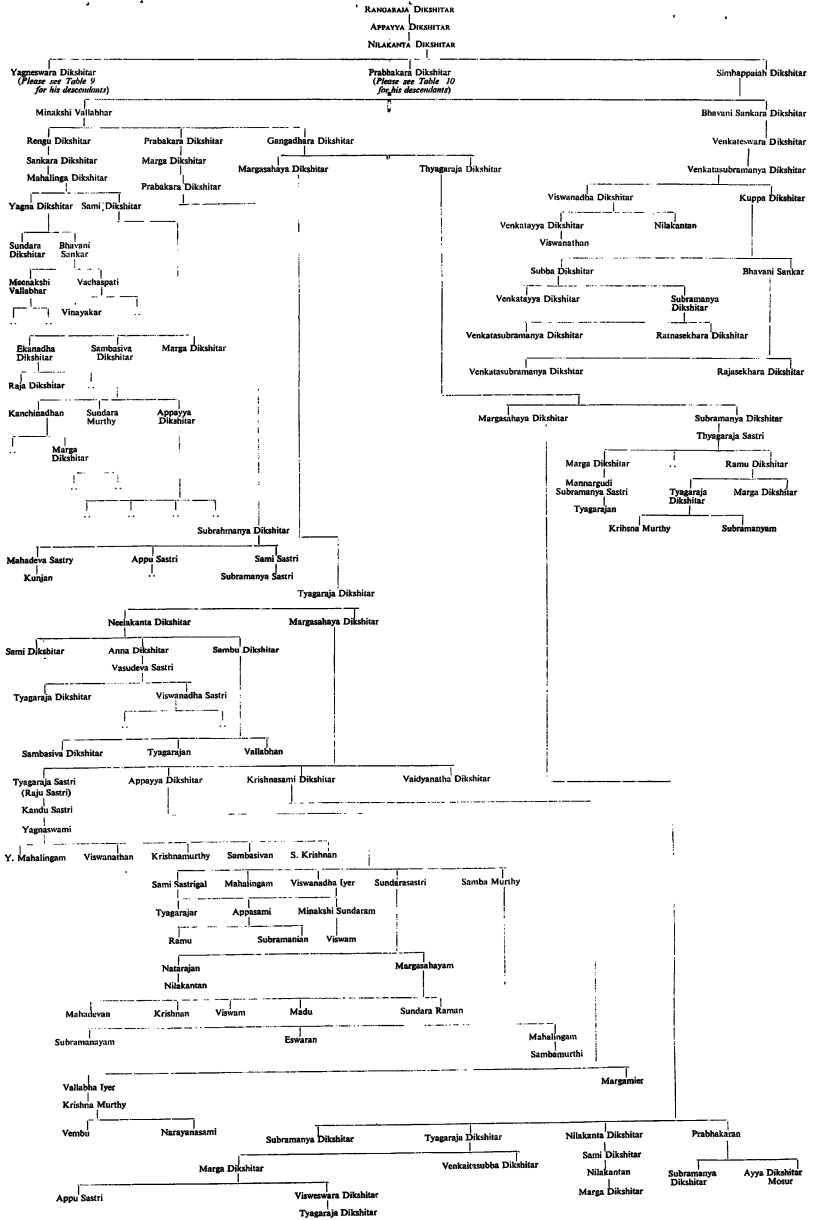 RANGARAJA DIKSHITAR
APPAYYA DIKSHITAR
NILAKANTA DIKSHITAR
Yagneswara Dikshitar Prabhakara Dikshitar Simhappaiah Dikshitar
(Please see Table 9 (Please see Table 10
for his descendants) for his descendants)
Minakshi Vallabhar Bhavani Sankara Dikshitar
Rengu Dikshitar Prabakara Dikshitar Gangadhara Dikshitar Venkateswara Dikshitar
Sankara Dikshitar Marga Dikshitar Margasahaya Dikshitar Thyagaraja Dikshitar Venkatasubramanya Dikshitar
Mahalinga Dikshitar Prabakara Dikshitar
Yagna Dikshitar Sami Dikshitar Viswanadha Dikshitar Kuppa Dikshitar
Venkatayya Dikshitar Nilakantan
Viswanathan
Sundara Bhavani
Dikshitar Sankar
Subba Dikshitar Bhavani Sankar
Meenakshi Vachaspati
Vallabhar
Venkatayya Dikshitar Subramanya
Dikshitar
Vinayakar
Venkatasubramanya Dikshitar Ratnasekhara Dikshitar
Ekanadha Sambasiva Marga Dikshitar
Dikshitar Dikshitar
Venkatasubramanya Dikshtar Rajasekhara Dikshitar
Raja Dikshitar
Kanchinadhan Sundara Appayya
Murthy Dikshitar
Margasahaya Dikshitar Subramanya Dikshitar
Thyagaraja Sastri
Marga
Dikshitar
Marga Dikshitar Ramu Dikshitar
Mannargudi
Subramanya Sastri Tyagaraja Marga Dikshitar
Dikshitar
Tyagarajan
Krihsna Murthy Subramanyam
Subrahmanya Dikshitar
Mahadeva Sastry Appu Sastri Sami Sastri
Kunjan Subramanya Sastri
Tyagaraja Dikshitar
Neelakanta Dikshitar Margasahaya Dikshitar
Sami Dikshitar Anna Dikshitar Sambu Dikshitar
Vasudeva Sastri
Tyagaraja Dikshitar Viswanadha Sastri
Sambasiva Dikshitar Tyagarajan Vallabhan
Tyagaraja Sastri Appayya Dikshitar Krishnasami Dikshitar Vaidyanatha Dikshitar
(Raju Sastri)
Kandu Sastri
Yagnaswami
Y. Mahalingam Viswanathan Krishnamurthy Sambasivan S. Krishnan
Sami Sastrigal Mahalingam Viswanadha Iyer Sundarasastri Samba Murthy
Tyagarajar Appasami Minakshi Sundaram
Ramu Subramanian Viswam
Natarajan Margasahayam
Nilakantan
Mahadevan Krishnan Viswam Madu Sundara Raman
Subramanayam Eswaran Mahalingam
Sambamurthi
Vallabha Iyer Margamier
Krishna Murthy
Vembu Narayanasami
Subramanya Dikshitar Tyagaraja Dikshitar Nilakanta Dikshitar Prabhakaran
Sami Dikshitar
Marga Dikshitar Venkaitasubba Dikshitar Nilakantan Subramanya Ayya Dikshitar
Dikshitar Mosur
Marga Dikshitar
Appu Sastri Visweswara Dikshitar
Tyagaraja Dikshitar